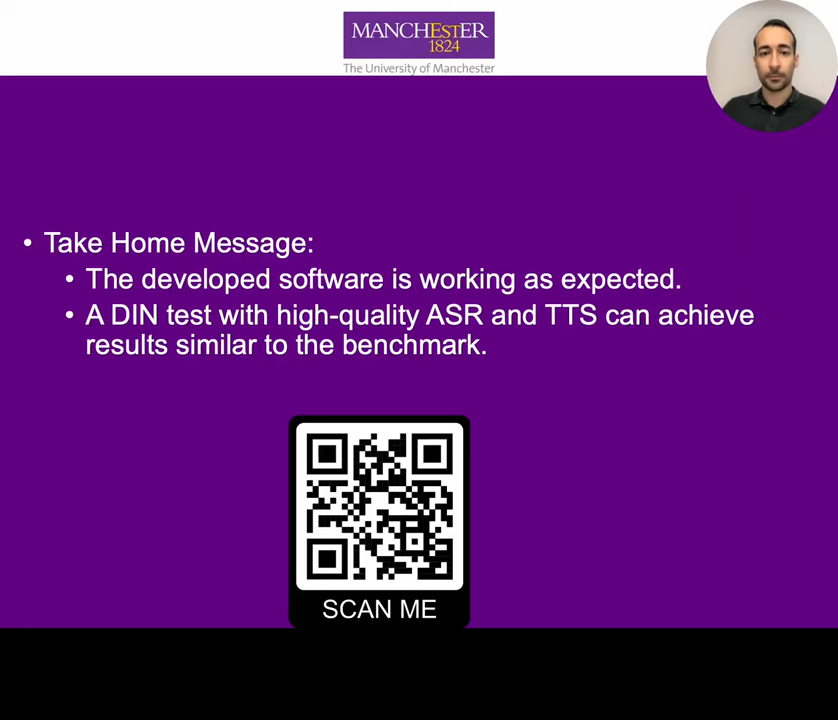 MANCHESTER
1824
The University of Manchester
• Take Home Message:
• The developed software is working as expected.
• A DIN test with high-quality ASR and TTS can achieve
results similar to the benchmark.
SCAN ME